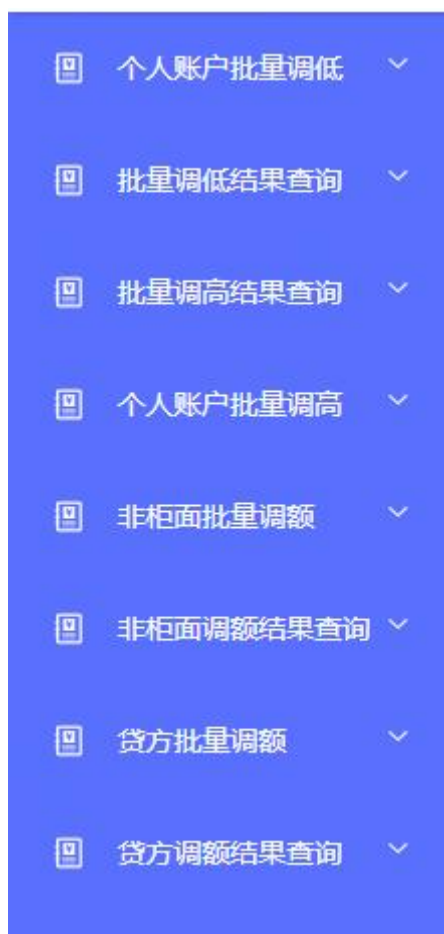 个人账户批量调低
批量调低结果查询
批量调高结果查询
个人账户批量调高
非柜面批量调额
非柜面调额结果查询
贷方批量调额
贷方调额结果查询